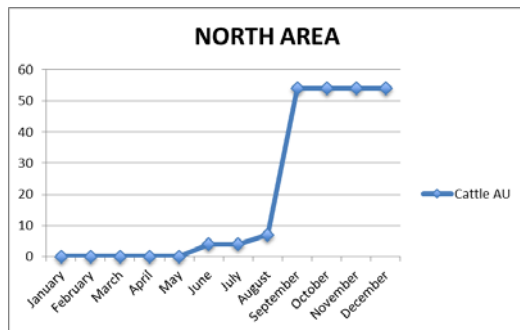 NORTH AREA
60
50
40
30
20
10
0
January
February
March
April
May
June
July
August
September
October
November
December
Cattle AU